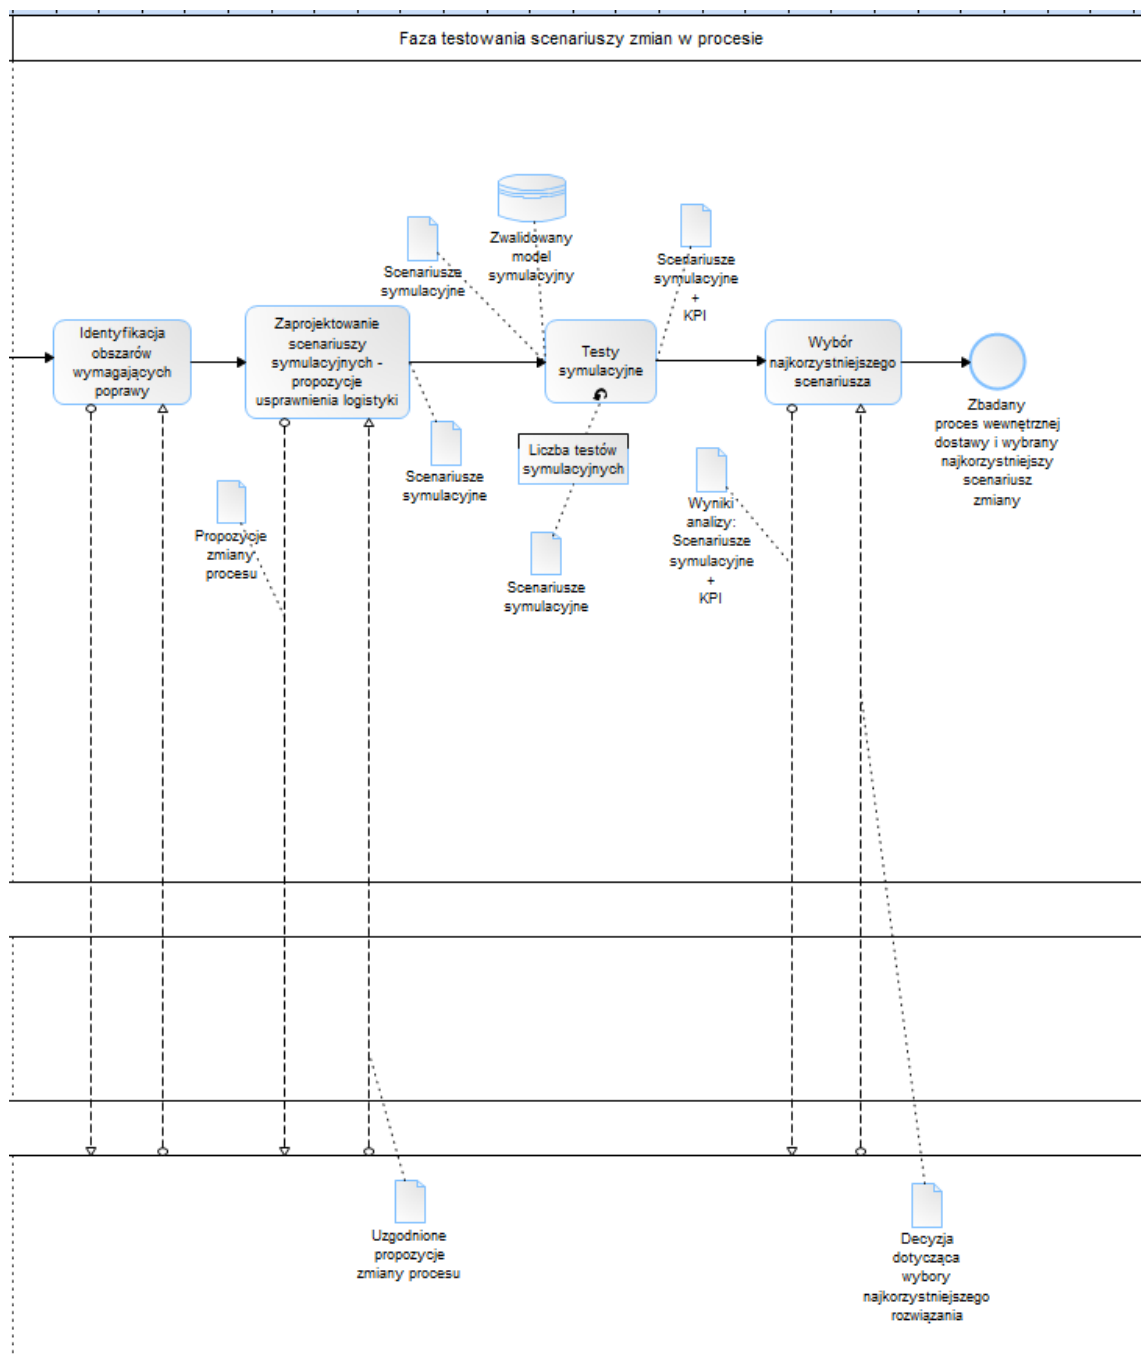 Faza testowania scenariuszy zmian w procesie
Zwalidowany
model
symulacyjny
Scenariusze
symulacyjne
Scenariusze
symulacyjne
+
KPI
Identyfikacja
obszarów
wymagających
poprawy
Zaprojektowanie
scenariuszy
symulacyjnych -
propozycje
usprawnienia logistyki
Testy
symulacyjne
Wybór
najkorzystniejszego
scenariusza
Zbadany
proces wewnętrznej
dostawy i wybrany
najkorzystniejszy
scenariusz
zmiany
Liczba testów
symulacyjnych
Scenariusze
symulacyjne
Propozycje
zmiany
procesu
Scenariusze
symulacyjne
Wyniki
analizy:
Scenariusze
symulacyjne
+
KPI
Uzgodnione
propozycje
zmiany procesu
Decyzja
dotycząca
wybory
najkorzystniejszego
rozwiązania